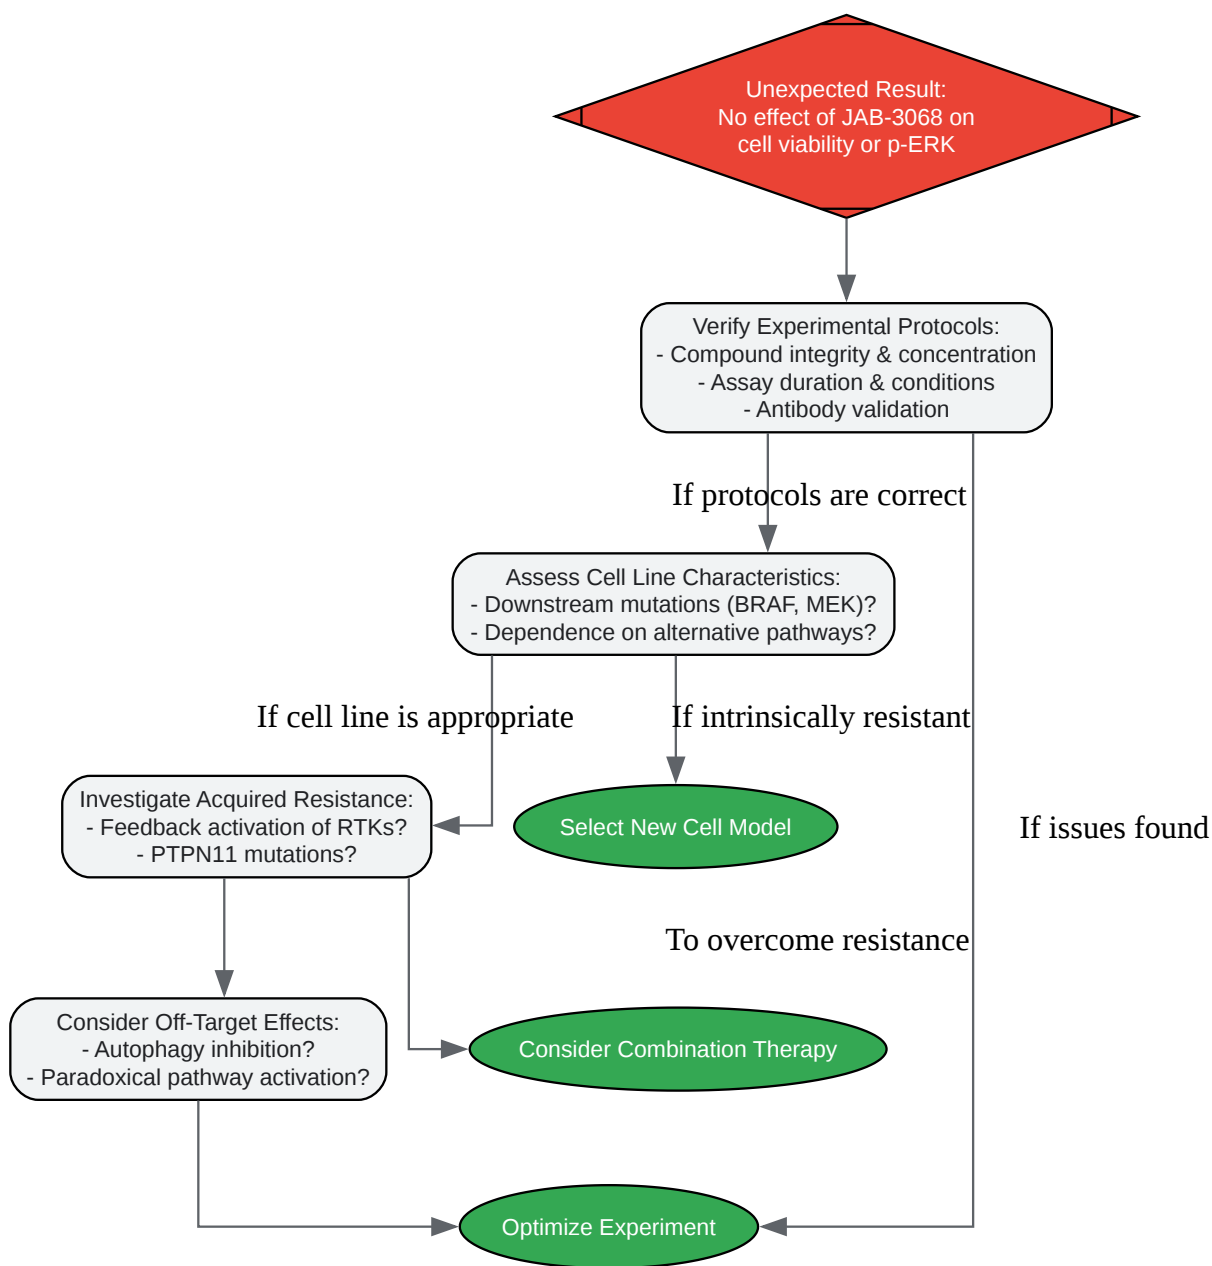 Unexpected Result:
No effect of JAB-3068 on
cell viability or p-ERK
Verify Experimental Protocols:
- Compound integrity & concentration
- Assay duration & conditions
- Antibody validation
If protocols are correct
Assess Cell Line Characteristics:
- Downstream mutations (BRAF, MEK)?
- Dependence on alternative pathways?
If cell line is appropriate
If intrinsically resistant
Investigate Acquired Resistance:
- Feedback activation of RTKs?
- PTPN11 mutations?
Select New Cell Model
If issues found
To overcome resistance
Consider Off-Target Effects:
- Autophagy inhibition?
- Paradoxical pathway activation?
Consider Combination Therapy
Optimize Experiment